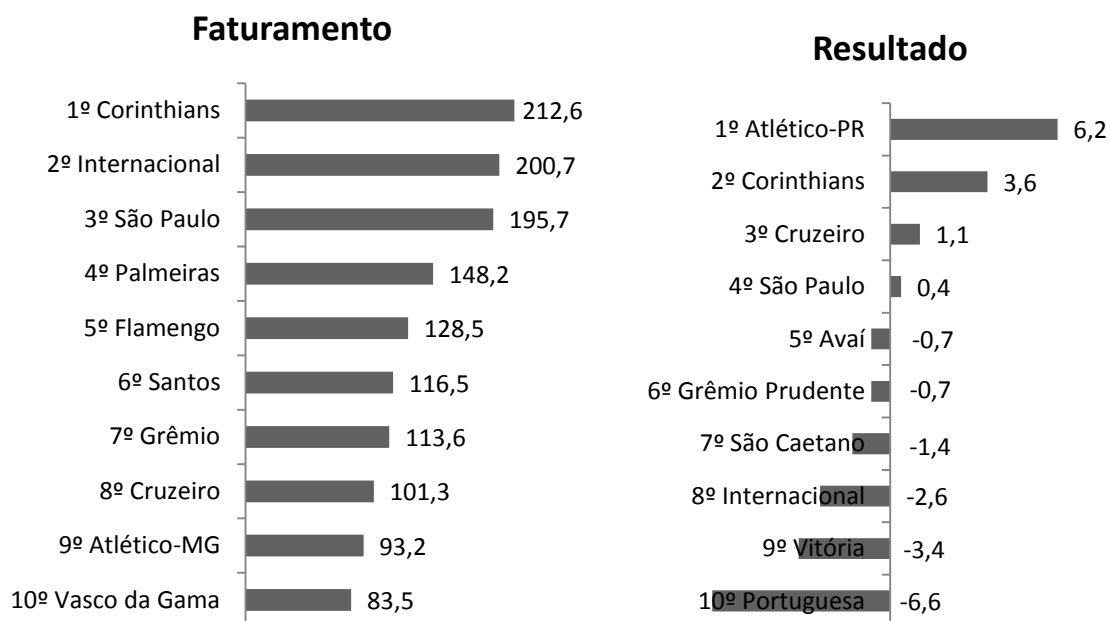 Faturamento
1º Corinthians 212,6
2º Internacional 200,7
3º São Paulo 195,7
4º Palmeiras 148,2
5º Flamengo 128,5
6º Santos 116,5
7º Grêmio 113,6
8º Cruzeiro 101,3
9º Atlético-MG 93,2
10º Vasco da Gama 83,5
Resultado
1º Atlético-PR 6,2
2º Corinthians 3,6
3º Cruzeiro 1,1
4º São Paulo 0,4
5º Avaí -0,7
6º Grêmio Prudente -0,7
7º São Caetano -1,4
8º Internacional -2,6
9º Vitória -3,4
10º Portuguesa -6,6